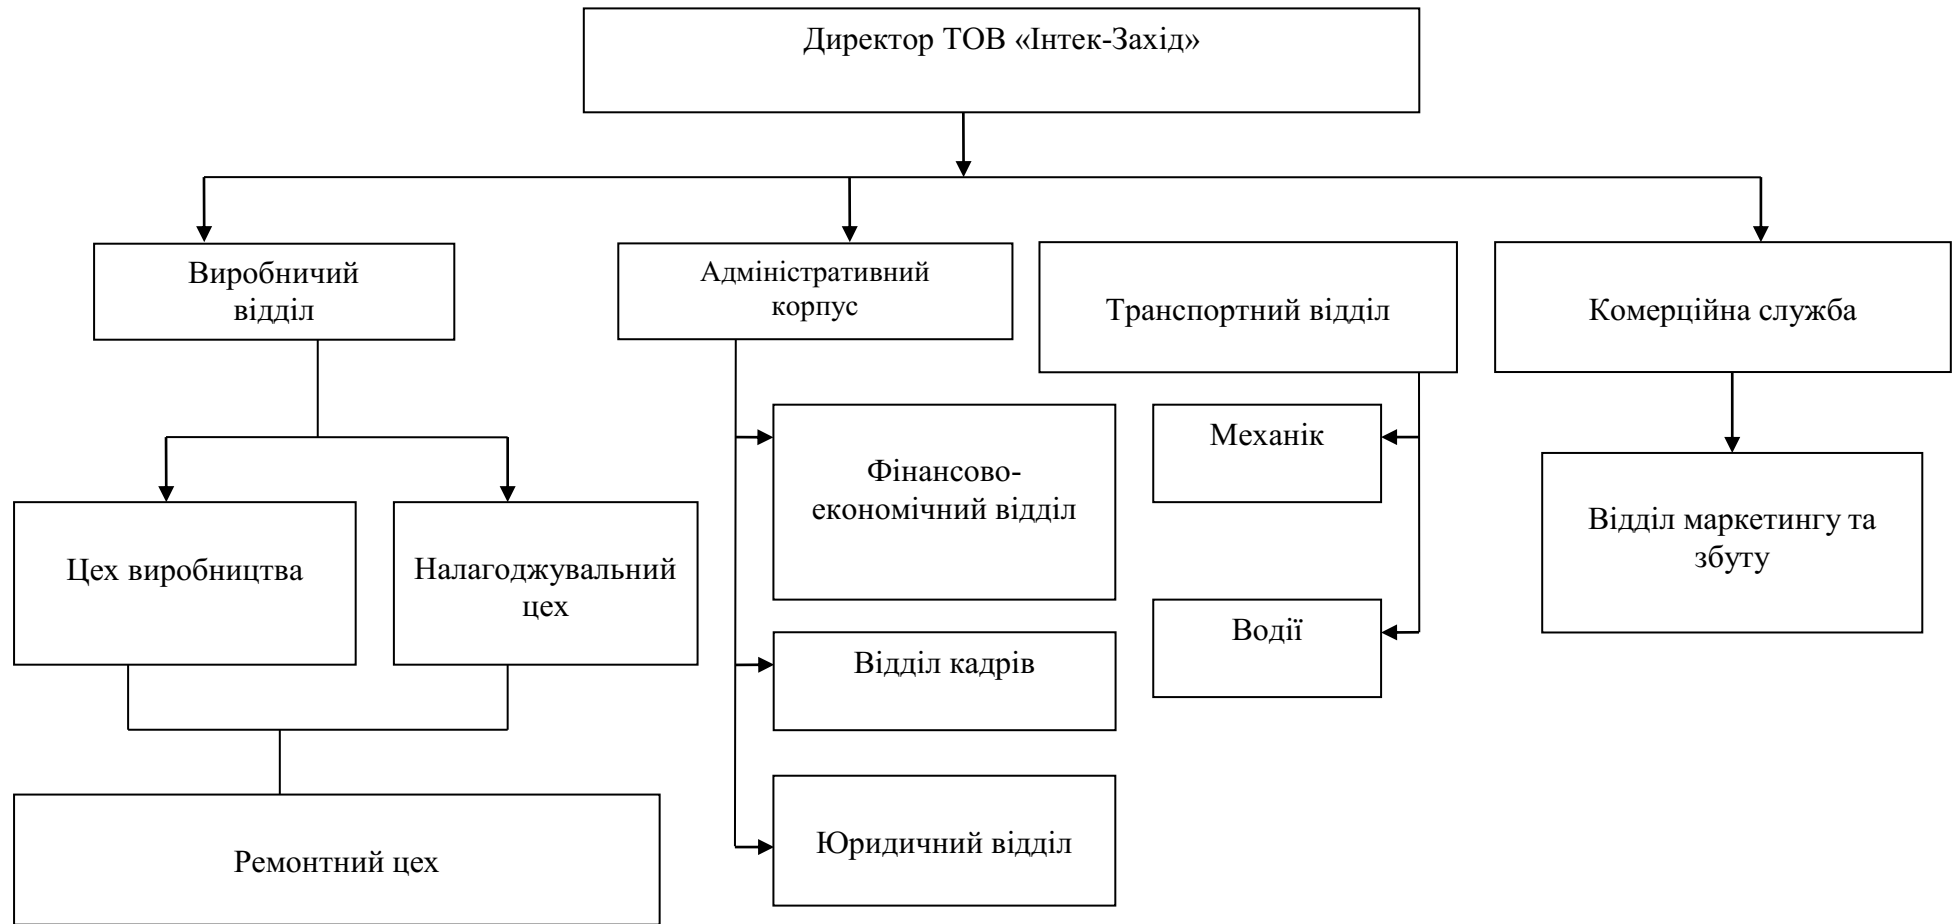 Директор ТОВ «Інтек-Захід»
Виробничий
відділ
Адміністративний
корпус
Транспортний відділ
Комерційна служба
Механік
Фінансово-
економічний відділ
Відділ маркетингу та
збуту
Цех виробництва
Налагоджувальний
цех
Водії
Відділ кадрів
Юридичний відділ
Ремонтний цех